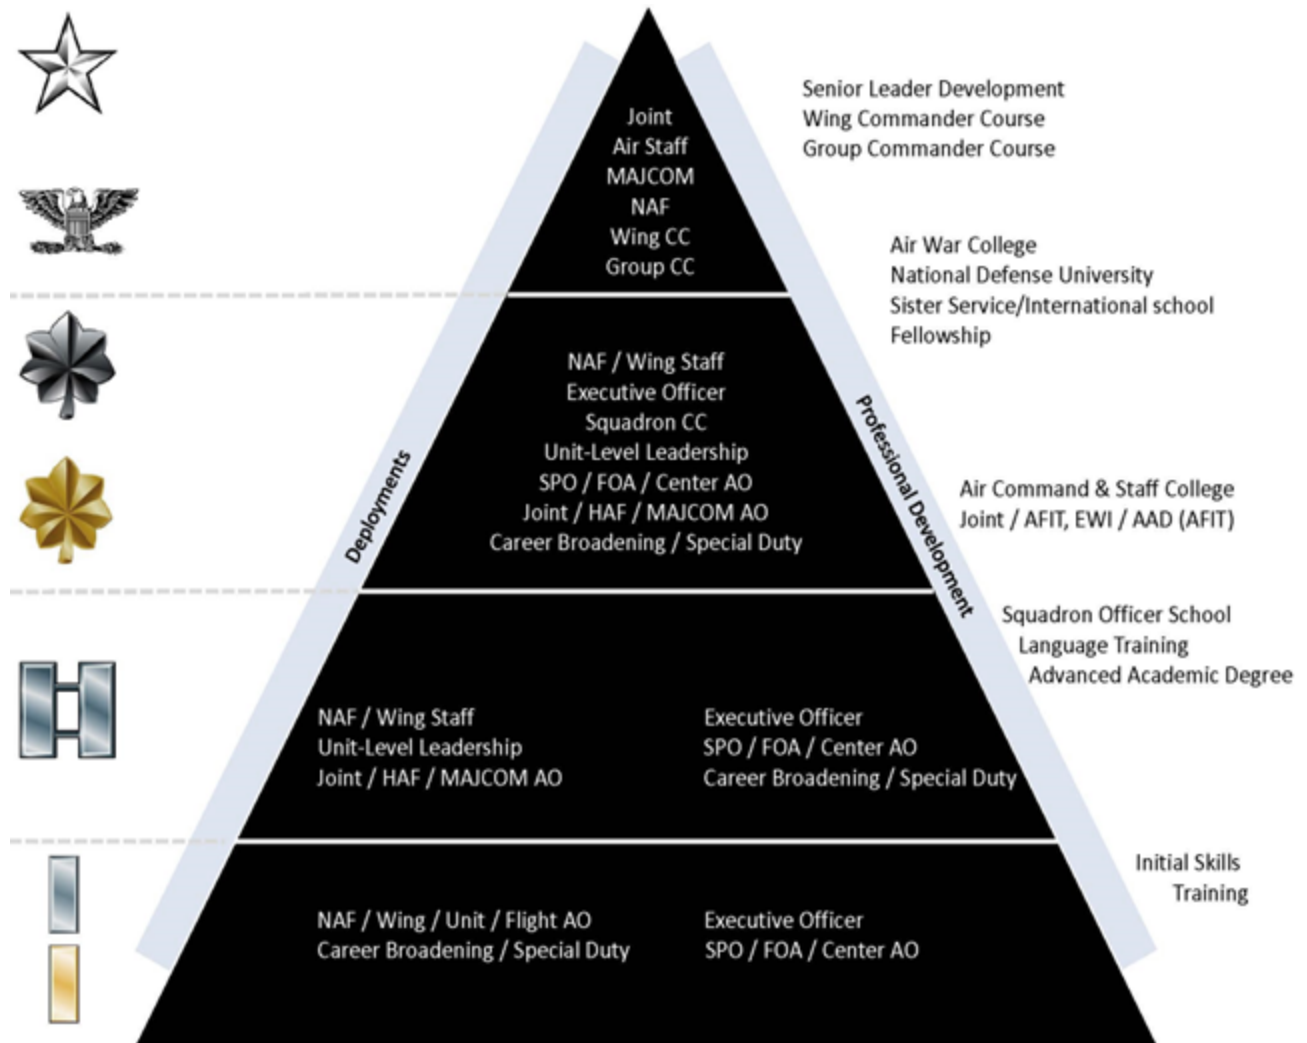 Joint
Air Staff
MAJCOM
NAF
Wing CC
Group CC
Senior Leader Development
Wing Commander Course
Group Commander Course
Air War College
National Defense University
Sister Service/International school
Fellowship
NAF / Wing Staff
Executive Officer
Squadron CC
Unit-Level Leadership
SPO / FOA / Center AO
Joint / HAF / MAJCOM AO
Career Broadening / Special Duty
Deployments
Professional Development
Air Command & Staff College
Joint / AFIT, EWI / AAD (AFIT)
Squadron Officer School
Language Training
Advanced Academic Degree
NAF / Wing Staff
Unit-Level Leadership
Joint / HAF / MAJCOM AO
Executive Officer
SPO / FOA / Center AO
Career Broadening / Special Duty
Initial Skills
Training
NAF / Wing / Unit / Flight AO
Career Broadening / Special Duty
Executive Officer
SPO / FOA / Center AO